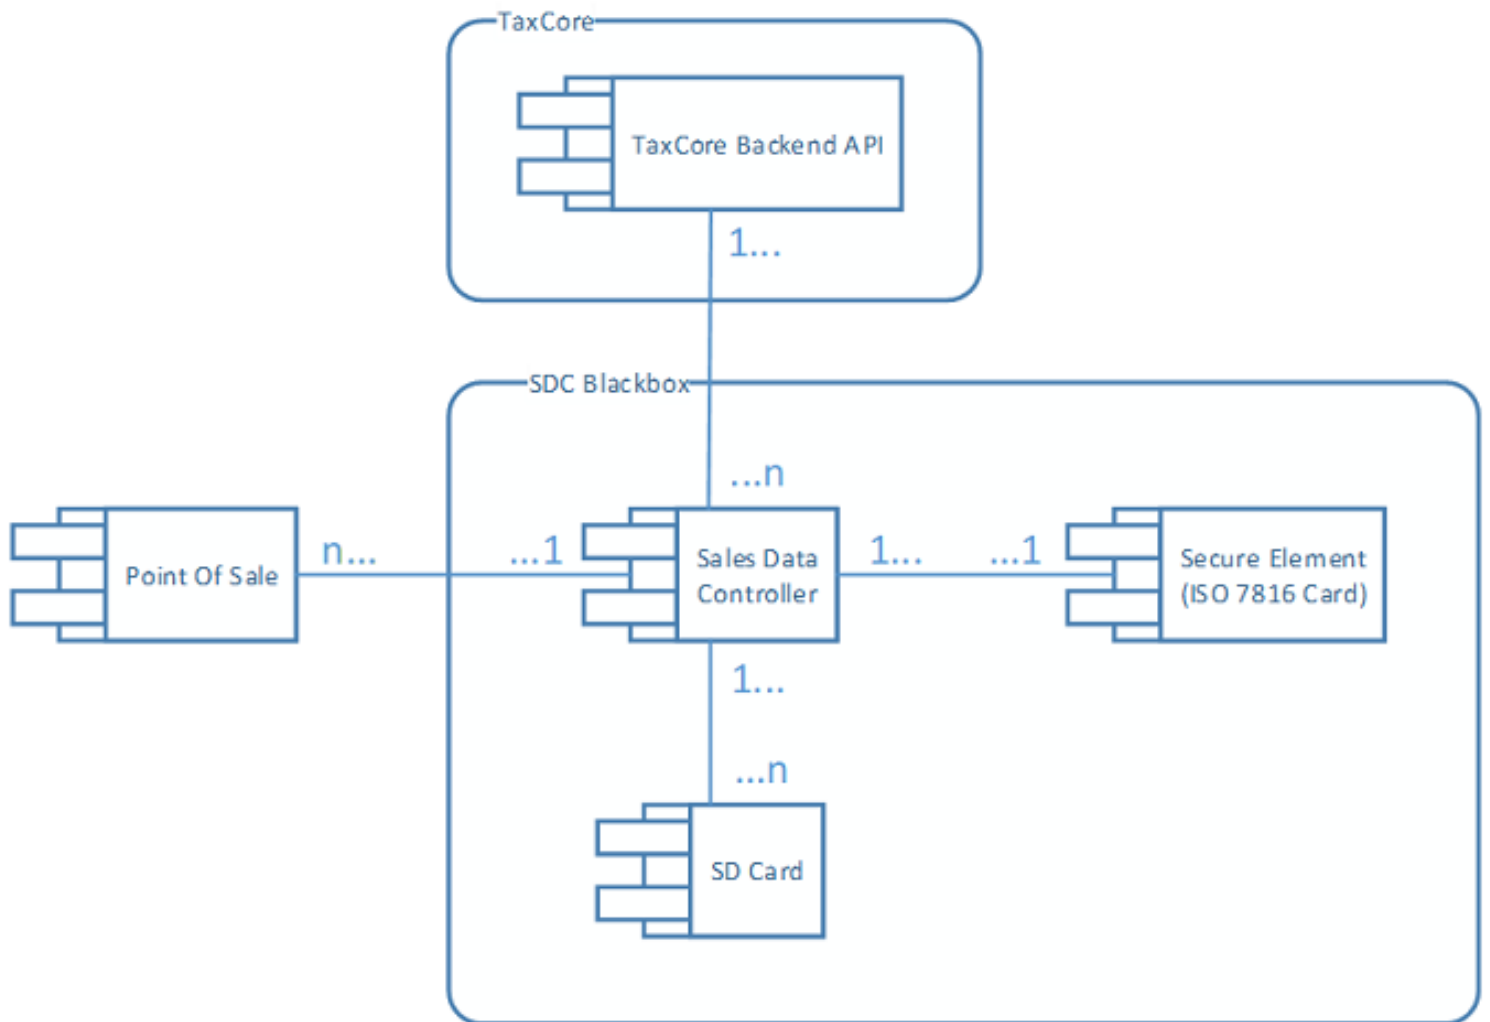 TaxCore
TaxCore Backend API
1...
SDC Blackbox
...n
Point Of Sale
n...
...1
Sales Data
Controller
1...
...1
Secure Element
(ISO 7816 Card)
1...
...n
SD Card